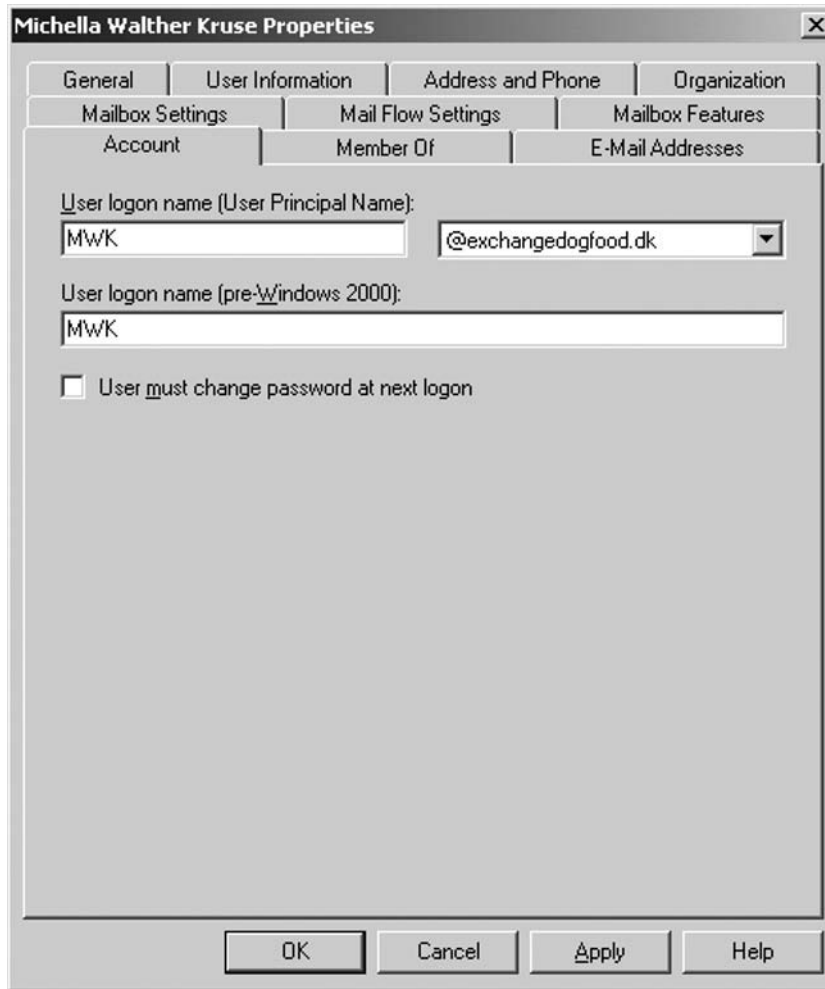 Michella Walther Kruse Properties
General User Information Address and Phone Organization
Mailbox Settings Mail Flow Settings Mailbox Features
Account Member Of E-Mail Addresses
User logon name (User Principal Name):
MWK @exchangedogfood.dk
User logon name (pre-Windows 2000):
MWK
User must change password at next logon
OK Cancel Apply Help